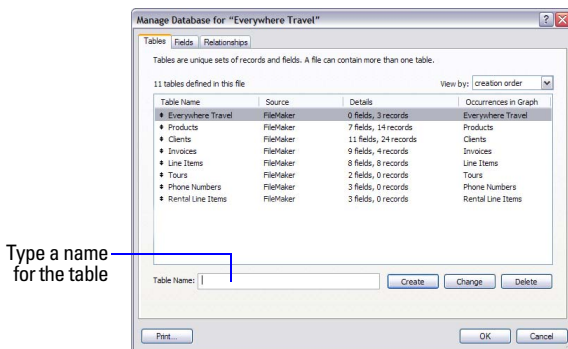 Manage Database for "Everywhere Travel"
Tables Fields Relationships
Tables are unique sets of records and fields. A file can contain more than one table.
11 tables defined in this file View by: creation order
Table Name Source Details Occurrences in Graph
Everywhere Travel FileMaker 0 fields, 3 records Everywhere Travel
Products FileMaker 7 fields, 14 records Products
Clients FileMaker 11 fields, 24 records Clients
Invoices FileMaker 9 fields, 4 records Invoices
Line Items FileMaker 8 fields, 8 records Line Items
Tours FileMaker 2 fields, 0 records Tours
Phone Numbers FileMaker 3 fields, 0 records Phone Numbers
Rental Line Items FileMaker 3 fields, 0 records Rental Line Items
Type a name
for the table
Table Name: Create Change Delete
Print... OK Cancel